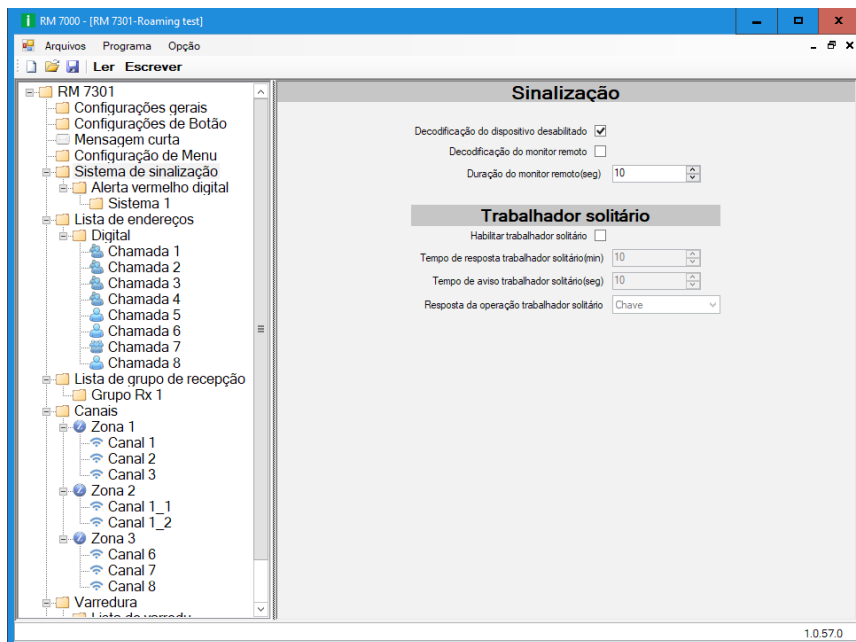 RM 7000 - [RM 7301-Roaming test]
Arquivos Programa Opção
Ler Escrever
RM 7301
Configurações gerais
Configurações de Botão
Mensagem curta
Configuração de Menu
Sistema de sinalização
Alerta vermelho digital
Sistema 1
Lista de endereços
Digital
Chamada 1
Chamada 2
Chamada 3
Chamada 4
Chamada 5
Chamada 6
Chamada 7
Chamada 8
Lista de grupo de recepção
Grupo Rx 1
Canais
Zona 1
Canal 1
Canal 2
Canal 3
Zona 2
Canal 1_1
Canal 1_2
Zona 3
Canal 6
Canal 7
Canal 8
Varredura
Lista de varredu
Sinalização
Decodificação do dispositivo desabilitado
Decodificação do monitor remoto
Duração do monitor remoto(seg) 10
Trabalhador solitário
Habilitar trabalhador solitário
Tempo de resposta trabalhador solitário(min) 10
Tempo de aviso trabalhador solitário(seg) 10
Resposta da operação trabalhador solitário Chave
1.0.57.0